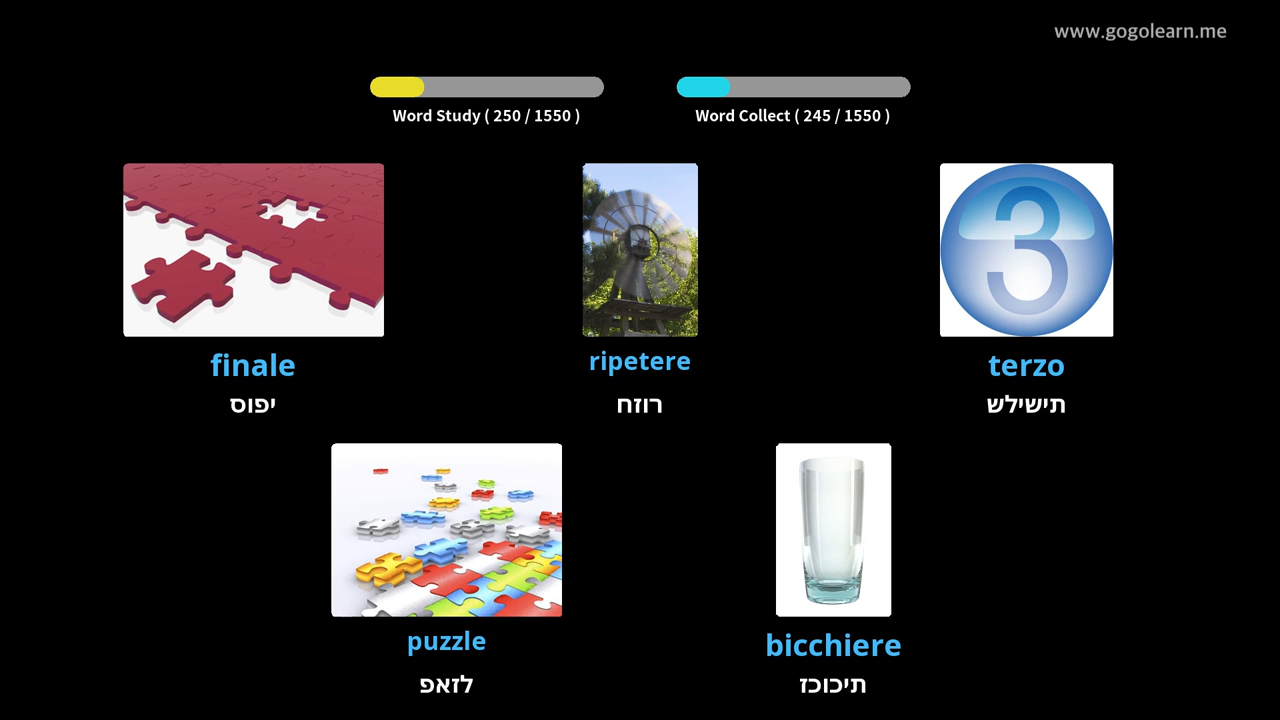 www.gogolearn.me
Word Study ( 250 / 1550 )
Word Collect ( 245 / 1550 )
finale
יפוס
ripetere
רוזח
terzo
תישילש
puzzle
לזאפ
bicchiere
תיכוכז